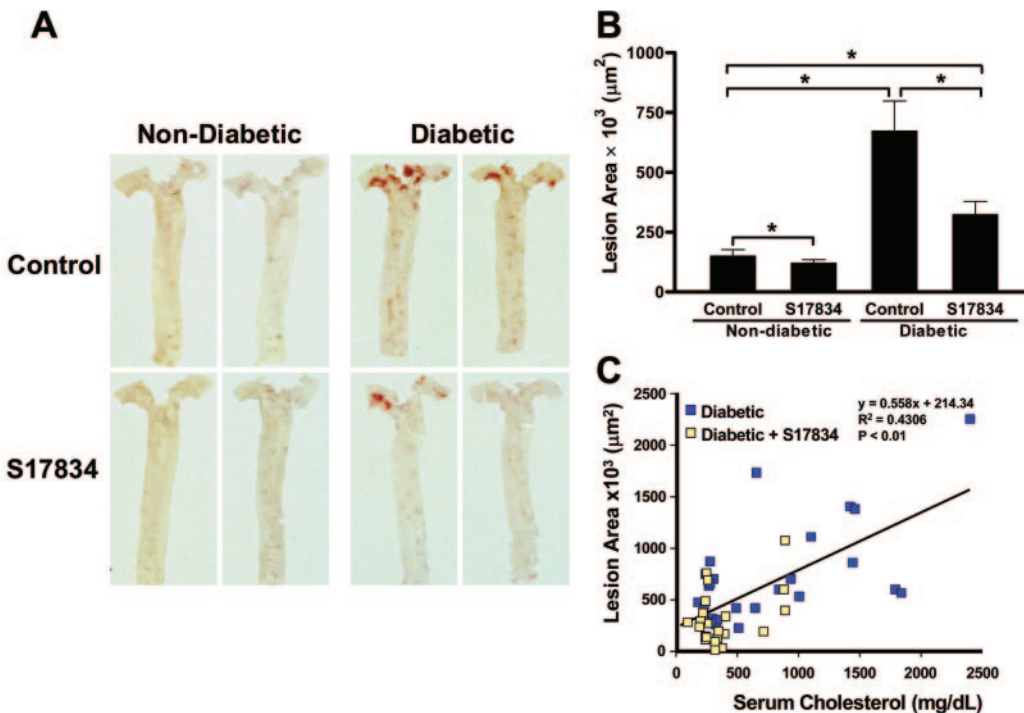 A
Non-Diabetic Diabetic
Control
S17834
B
Lesion Area × 10³ (μm²)
1000
750
500
250
0
* 
* *
*
Control S17834 Control S17834
Non-diabetic Diabetic
C
Lesion Area x10³ (μm²)
2500
2000
1500
1000
500
0
Diabetic
Diabetic + S17834
y = 0.558x + 214.34
R² = 0.4306
P < 0.01
0 500 1000 1500 2000 2500
Serum Cholesterol (mg/dL)